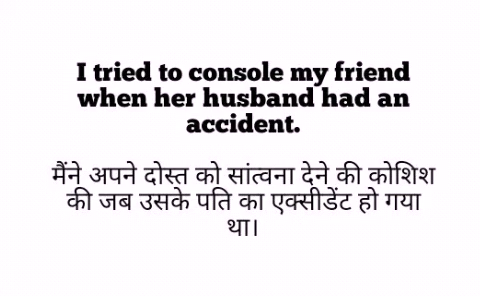 I tried to console my friend
when her husband had an
accident.
मैंने अपने दोस्त को सांत्वना देने की कोशिश
की जब उसके पति का एक्सीडेंट हो गया
था।